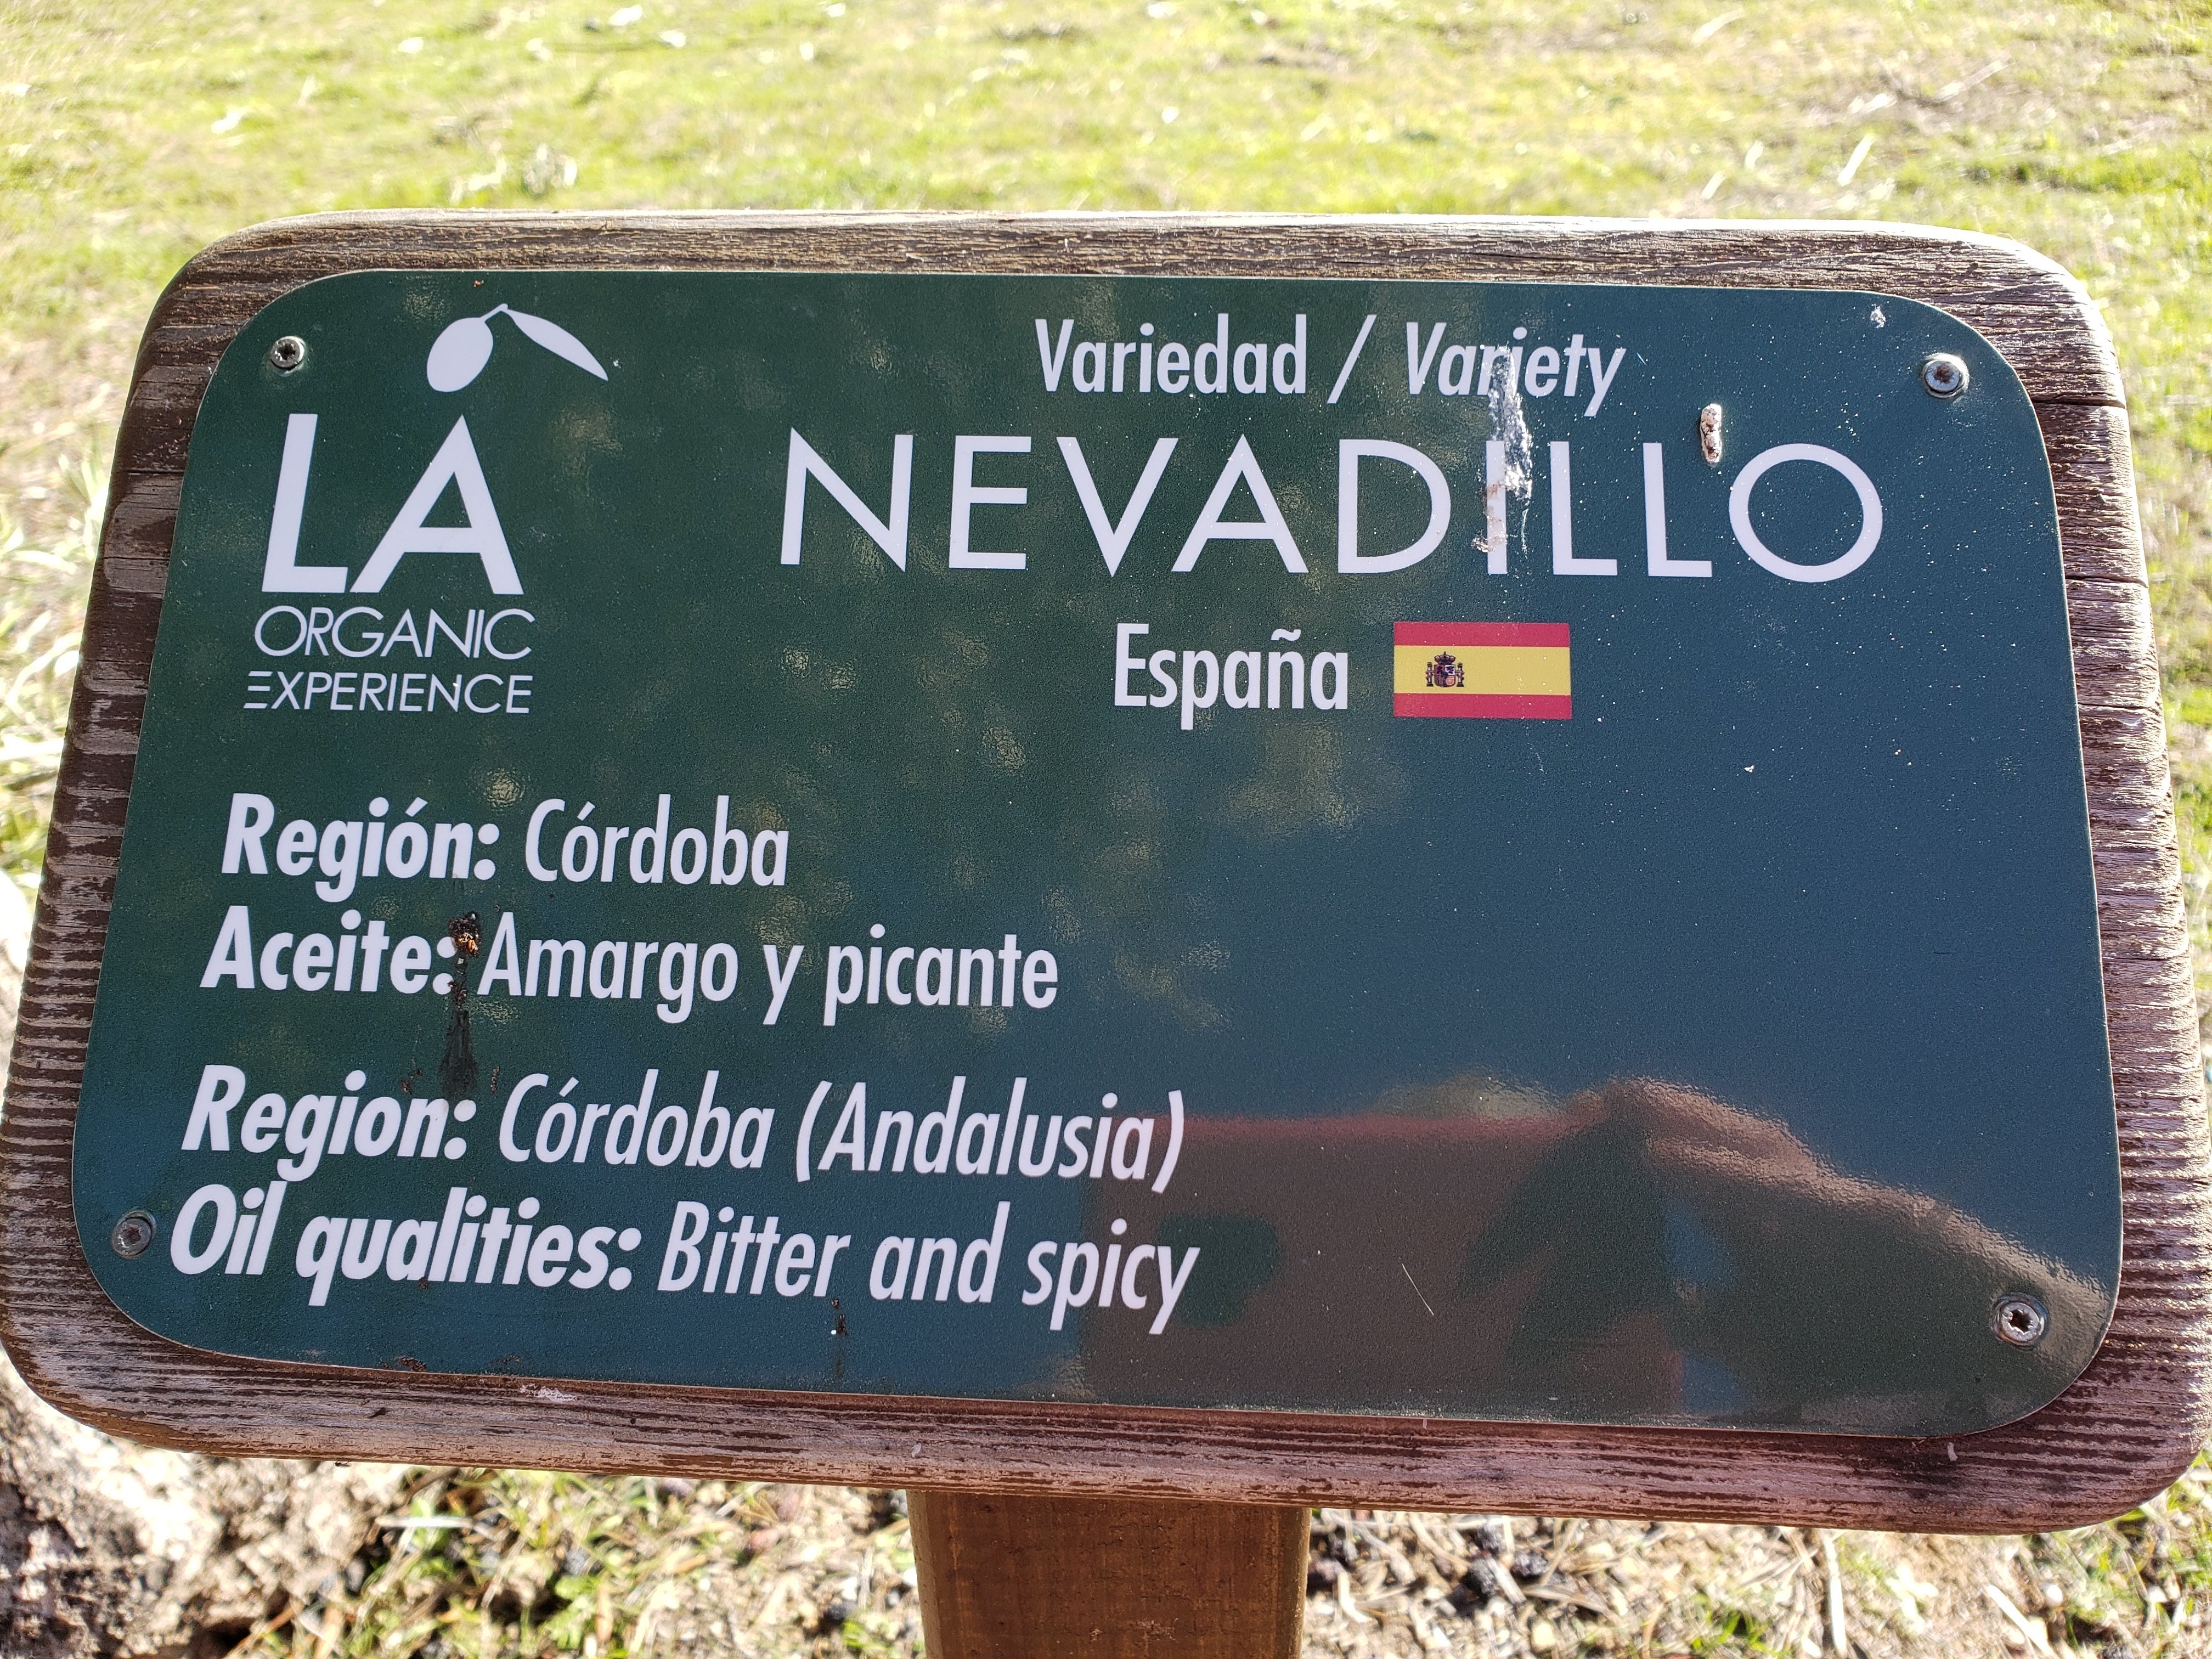 LA
ORGANIC
EXPERIENCE
Variedad / Variety
NEVADILLO
España
Región: Córdoba
Aceite: Amargo y picante
Region: Córdoba (Andalusia)
Oil qualities: Bitter and spicy